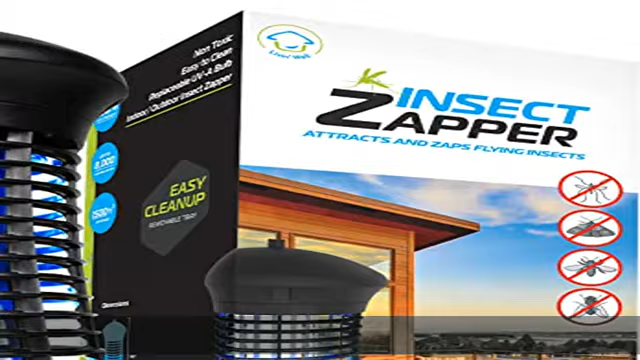 Non Toxic
Easy to Clean
Replaceable UV-A Bulb
Indoor/Outdoor Insect Zapper
INSECT
ZAPPER
ATTRACTS AND ZAPS FLYING INSECTS
EASY
CLEANUP
REMOVABLE TRAY
Dimensions